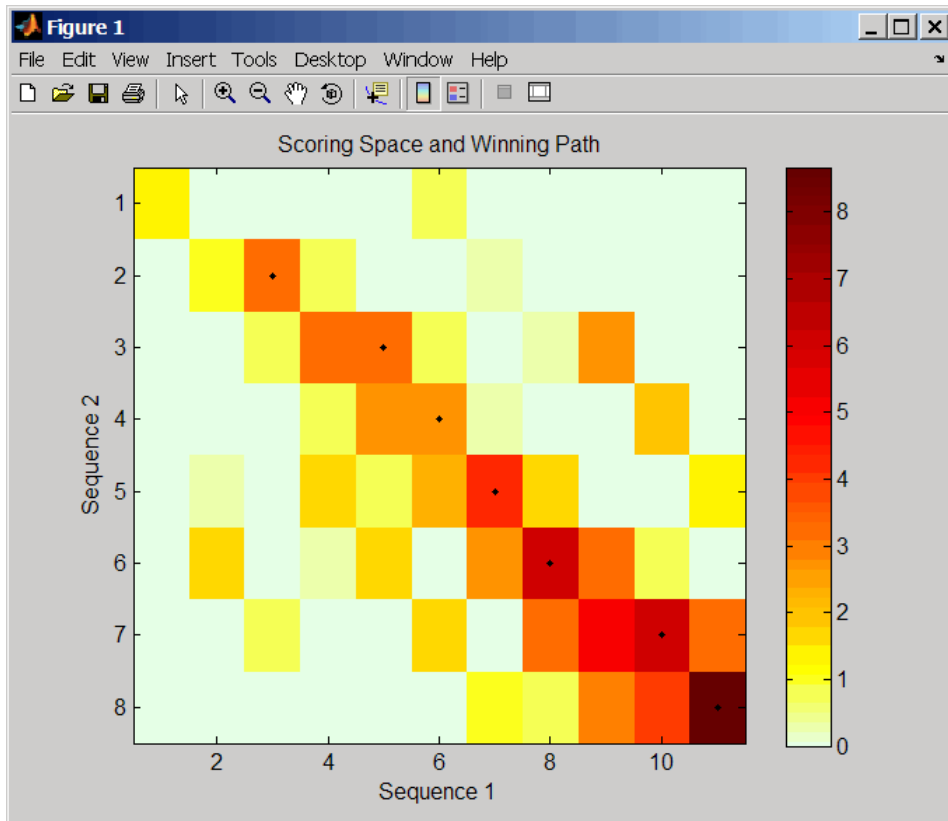 Figure 1
File Edit View Insert Tools Desktop Window Help
Scoring Space and Winning Path
1
2
3
4
5
6
7
8
Sequence 2
2 4 6 8 10
Sequence 1
8
7
6
5
4
3
2
1
0